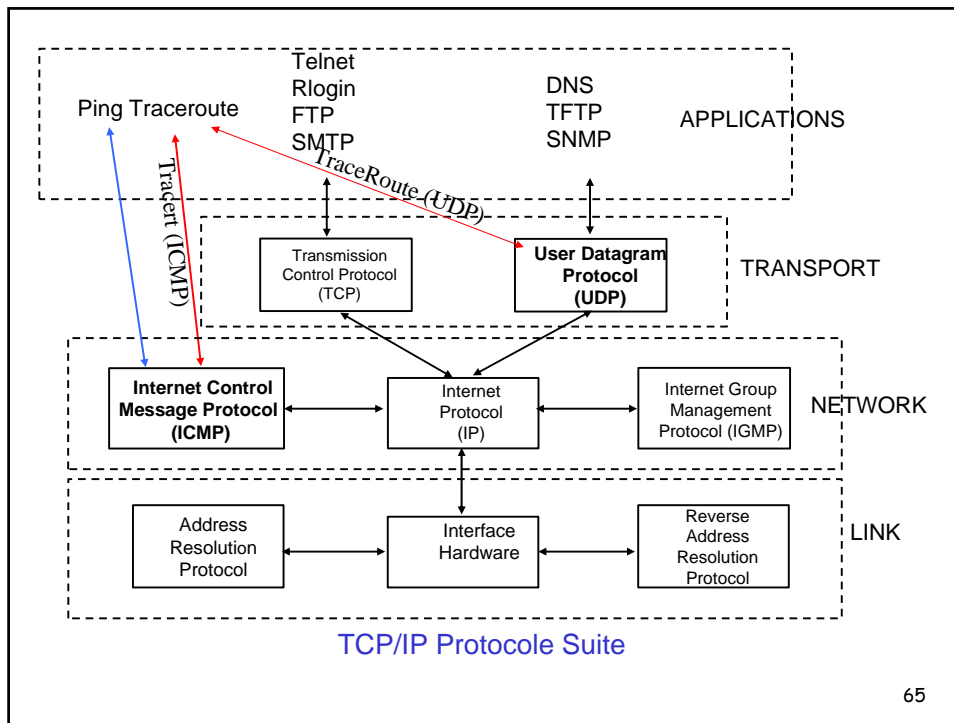 Telnet
Rlogin
FTP
SMTP
Ping Traceroute
DNS
TFTP
SNMP
APPLICATIONS
TraceRoute (UDP)
Tracert (ICMP)
Transmission
Control Protocol
(TCP)
User Datagram
Protocol
(UDP)
TRANSPORT
Internet Control
Message Protocol
(ICMP)
Internet
Protocol
(IP)
Internet Group
Management
Protocol (IGMP)
NETWORK
Address
Resolution
Protocol
Interface
Hardware
Reverse
Address
Resolution
Protocol
LINK
TCP/IP Protocole Suite
65